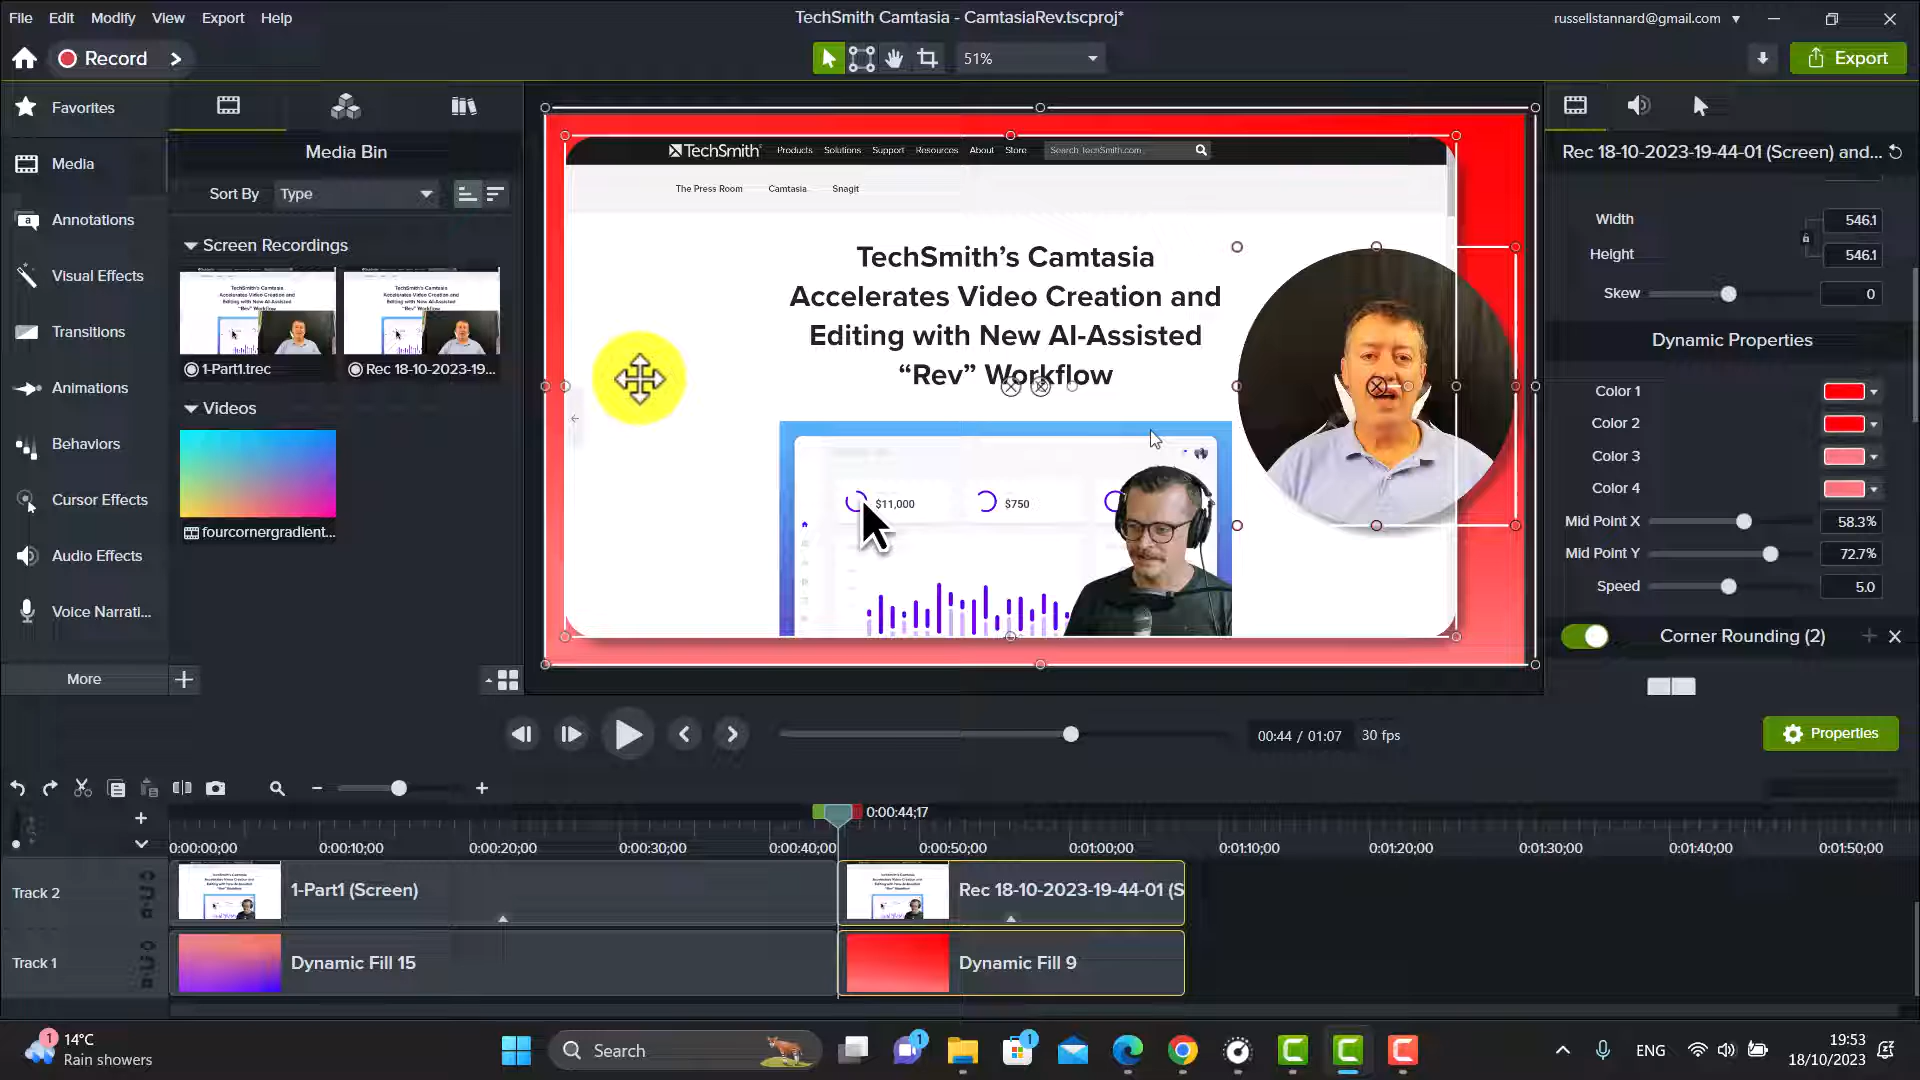 File Edit Modify View Export Help
TechSmith Camtasia - CamtasiaRev.tscproj*
russellstannard@gmail.com
Record
51%
Export
Favorites
Media
Annotations
Visual Effects
Transitions
Animations
Behaviors
Cursor Effects
Audio Effects
Voice Narrati...
More
Media Bin
Sort By Type
Screen Recordings
1-Part1.trec
Rec 18-10-2023-19...
Videos
fourcornergradient...
TechSmith Products Solutions Support Resources About Store Search TechSmith.com...
The Press Room Camtasia Snagit
TechSmith's Camtasia
Accelerates Video Creation and
Editing with New AI-Assisted
“Rev” Workflow
$11,000 $750
Rec 18-10-2023-19-44-01 (Screen) and...
Width 546.1
Height 546.1
Skew 0
Dynamic Properties
Color 1
Color 2
Color 3
Color 4
Mid Point X 58.3%
Mid Point Y 72.7%
Speed 5.0
Corner Rounding (2)
00:44 / 01:07 30 fps
Properties
0:00:44;17
0:00:00;00 0:00:10;00 0:00:20;00 0:00:30;00 0:00:40;00 0:00:50;00 0:01:00;00 0:01:10;00 0:01:20;00 0:01:30;00 0:01:40;00 0:01:50;00
Track 2 1-Part1 (Screen) Rec 18-10-2023-19-44-01 (S
Track 1 Dynamic Fill 15 Dynamic Fill 9
1 14°C
Rain showers
Search
1
1
ENG
19:53
18/10/2023